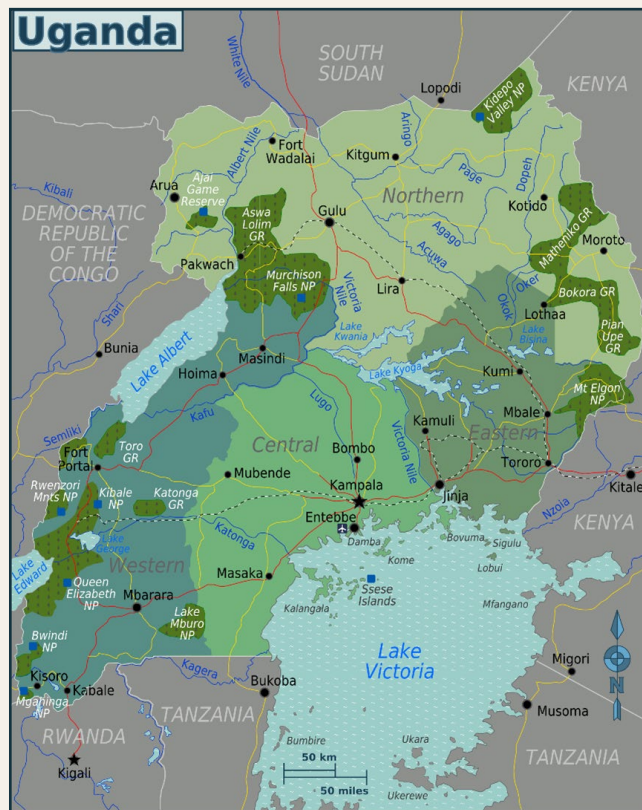 Uganda
SOUTH
SUDAN
KENYA
White Nile
Lopodi
Kidepo
Valley NP
Aringo
Albert Nile
Fort
Wadalai
Kitgum
Page
Dopeh
Kibali
Arua
Ajai
Game
Reserve
Northern
Kotido
DEMOCRATIC
REPUBLIC
OF THE
CONGO
Aswa
Lolim
GR
Gulu
Agago
Matheniko GR
Moroto
Pakwach
Acuwa
Murchison
Falls NP
Victoria
Nile
Lira
Oker
Okok
Bokora GR
Lothaa
Shari
Lake
Kwania
Lake
Bisina
Pian
Upe
GR
Bunia
Lake Albert
Masindi
Hoima
Lake Kyoga
Kumi
Mt Elgon
NP
Lugo
Kafu
Mbale
Semliki
Toro
GR
Central
Kamuli
Eastern
Fort
Portal
Bombo
Victoria Nile
Tororo
Mubende
Kampala
Rwenzori
Mnts NP
Kibale
NP
Katonga
GR
Jinja
Kitale
Entebbe
Nzoia
KENYA
Katonga
Damba
Bovuma
Sigulu
Lake
George
Kome
Lobui
Lake
Edward
Western
Masaka
Queen
Elizabeth
NP
Ssese
Islands
Mfangano
Kalangala
Mbarara
Lake
Mburo
NP
Bwindi
NP
Lake
Victoria
Kagera
Migori
Kisoro
Mgahinga
NP
Kabale
Bukoba
N
TANZANIA
Musoma
RWANDA
Ukara
Bumbire
TANZANIA
Kigali
50 km
50 miles
Ukerewe